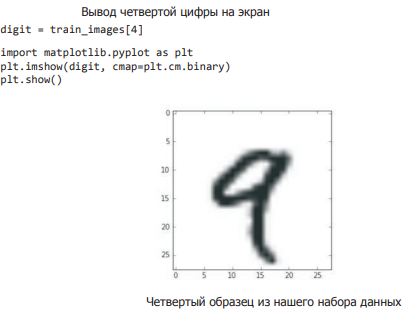 Вывод четвертой цифры на экран
digit = train_images[4]
import matplotlib.pyplot as plt
plt.imshow(digit, cmap=plt.cm.binary)
plt.show()
0
5
10
15
20
25
9
0 5 10 15 20 25
Четвертый образец из нашего набора данных